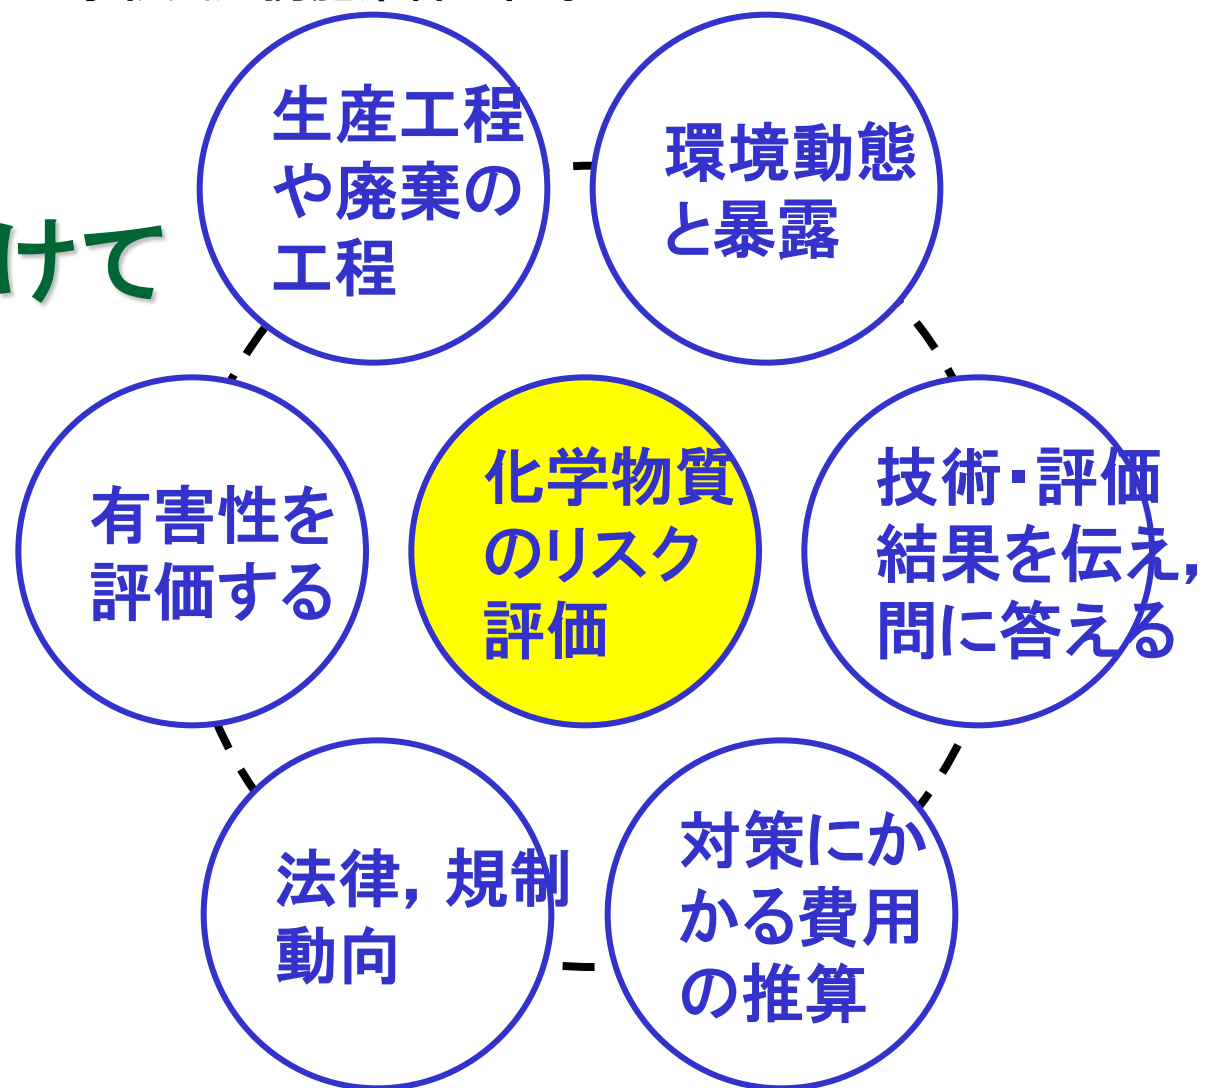 生産工程
や廃棄の
工程
環境動態
と暴露
けて
有害性を
評価する
化学物質
のリスク
評価
技術・評価
結果を伝え，
問に答える
法律，規制
動向
対策にか
かる費用
の推算